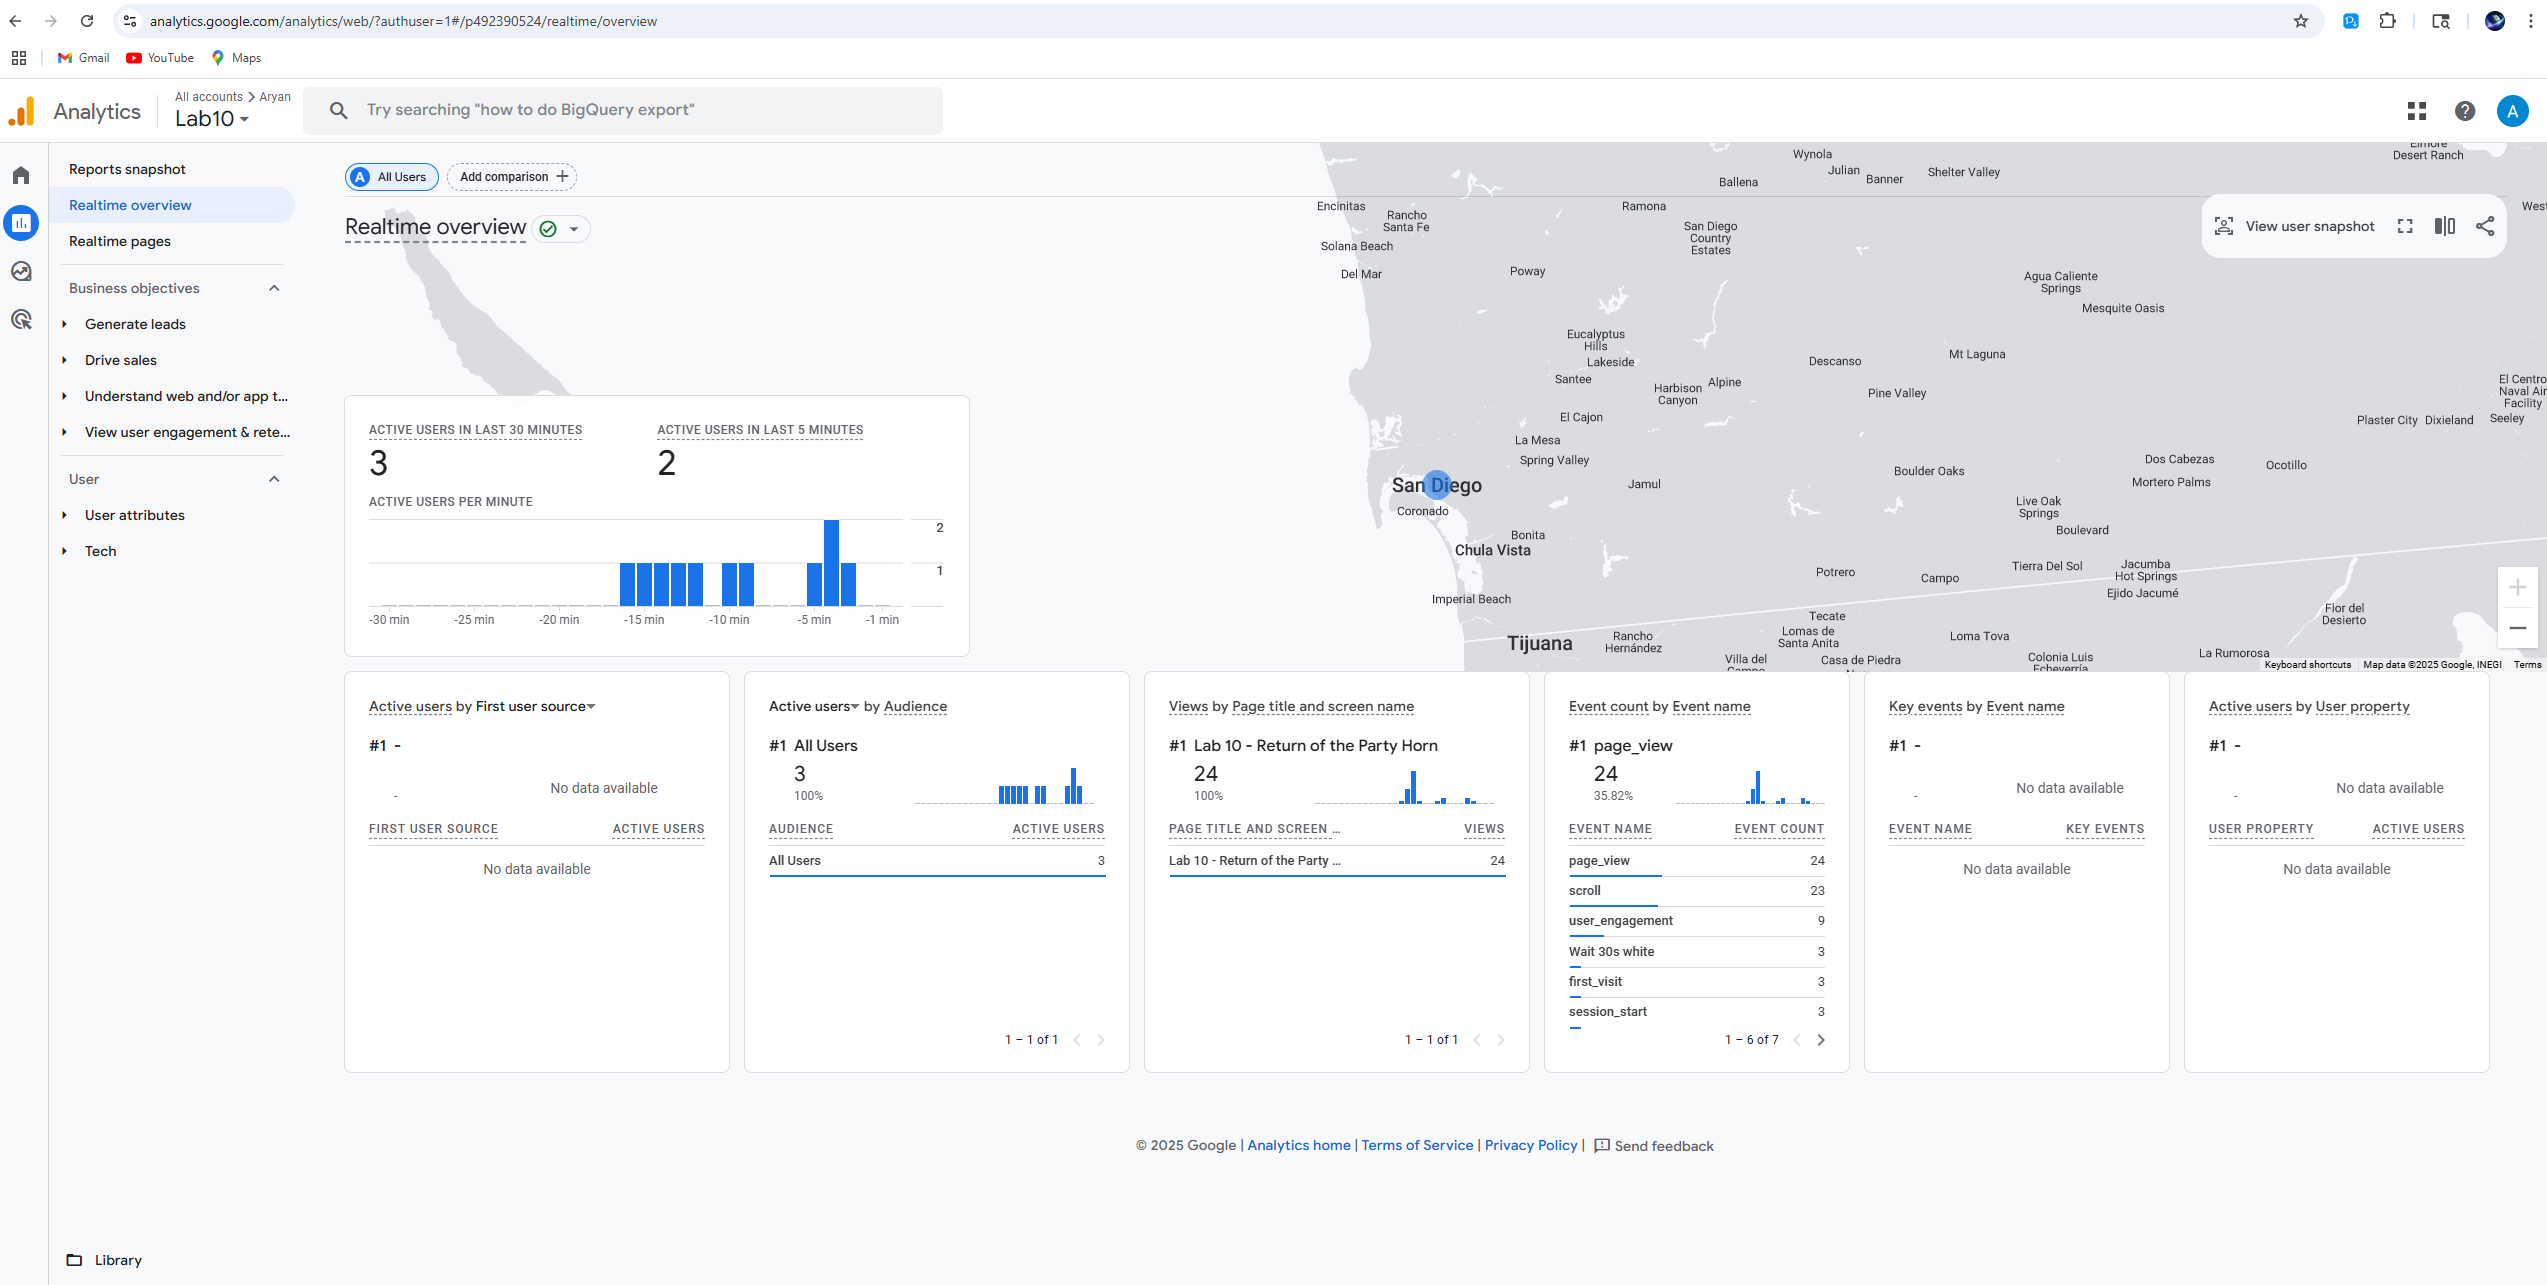 analytics.google.com/analytics/web/?authuser=1#/p492390524/realtime/overview
Gmail
YouTube
Maps
Analytics
All accounts > Aryan
Lab10
Try searching "how to do BigQuery export"
A
Reports snapshot
Realtime overview
Realtime pages
Business objectives
Generate leads
Drive sales
Understand web and/or app t...
View user engagement & rete...
User
User attributes
Tech
Library
A All Users
Add comparison +
Realtime overview
View user snapshot
ACTIVE USERS IN LAST 30 MINUTES
3
ACTIVE USERS IN LAST 5 MINUTES
2
ACTIVE USERS PER MINUTE
2
1
-30 min
-25 min
-20 min
-15 min
-10 min
-5 min
-1 min
Wynola
Julian
Banner
Shelter Valley
Ballena
Desert Ranch
Encinitas
Rancho
Santa Fe
Ramona
San Diego
Country
Estates
Solana Beach
Del Mar
Poway
Agua Caliente
Springs
Mesquite Oasis
Eucalyptus
Hills
Lakeside
Descanso
Mt Laguna
Santee
Harbison
Canyon
Alpine
Pine Valley
El Centro
Naval Air
Facility
El Cajon
Plaster City
Dixieland
Seeley
La Mesa
Spring Valley
Boulder Oaks
Dos Cabezas
Ocotillo
San Diego
Jamul
Mortero Palms
Coronado
Live Oak
Springs
Boulevard
Bonita
Chula Vista
Potrero
Campo
Tierra Del Sol
Jacumba
Hot Springs
Ejido Jacumé
Imperial Beach
Tecate
Flor del
Desierto
Tijuana
Rancho
Hernández
Lomas de
Santa Anita
Loma Tova
Villa del
Casa de Piedra
Colonia Luis
Echeverría
La Rumorosa
Keyboard shortcuts
Map data ©2025 Google, INEGI
Terms
Active users by First user source
#1 -
-
No data available
FIRST USER SOURCE
ACTIVE USERS
No data available
Active users by Audience
#1 All Users
3
100%
AUDIENCE
ACTIVE USERS
All Users 3
1 – 1 of 1
Views by Page title and screen name
#1 Lab 10 - Return of the Party Horn
24
100%
PAGE TITLE AND SCREEN ...
VIEWS
Lab 10 - Return of the Party ... 24
1 – 1 of 1
Event count by Event name
#1 page_view
24
35.82%
EVENT NAME
EVENT COUNT
page_view 24
scroll 23
user_engagement 9
Wait 30s white 3
first_visit 3
session_start 3
1 – 6 of 7
Key events by Event name
#1 -
-
No data available
EVENT NAME
KEY EVENTS
No data available
Active users by User property
#1 -
-
No data available
USER PROPERTY
ACTIVE USERS
No data available
© 2025 Google | Analytics home | Terms of Service | Privacy Policy | Send feedback